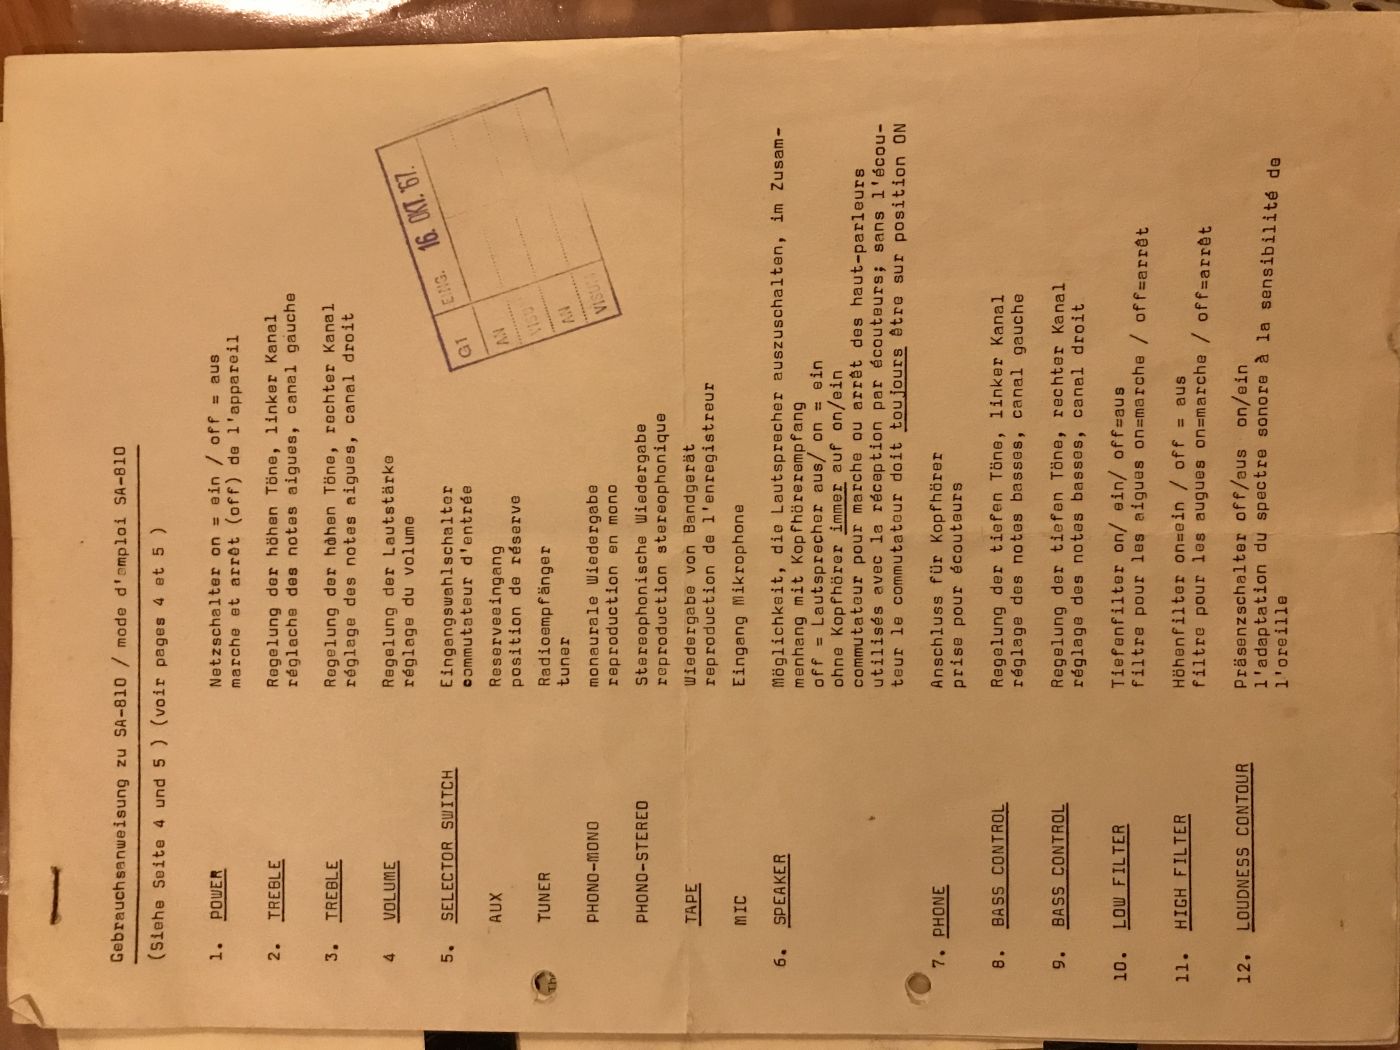 Gebrauchsanweisung zu SA-810 / mode d'emploi SA-810
(Siehe Seite 4 und 5 ) (voir pages 4 et 5 )
1. POWER Netzschalter on = ein / off = aus
marche et arrêt (off) de l'appareil
2. TREBLE Regelung der höhen Töne, linker Kanal
réglache des notes aigues, canal gauche
3. TREBLE Regelung der höhen Töne, rechter Kanal
réglage des notes aigues, canal droit
4 VOLUME Regelung der Lautstärke
réglage du volume
5. SELECTOR SWITCH Eingengswahlschalter
commutateur d'entrée
AUX Reserveeingang
position de réserve
TUNER Radioempfänger
tuner
PHONO-MONO monaurale Wiedergabe
reproduction en mono
PHONO-STEREO Stereophonische Wiedergabe
reproduction stereophonique
TAPE Wiedergabe von Bandgerät
reproduction de l'enregistreur
MIC Eingang Mikrophone
6. SPEAKER Möglichkeit, die Lautsprecher auszuschalten, im Zusam-
menhang mit Kopfhörerempfang
off = Lautsprecher aus/ on = ein
ohne Kopfhörer immer auf on/ein
commutateur pour marche ou arrêt des haut-parleurs
utilisés avec la réception par écouteurs; sans l'écou-
teur le commutateur doit toujours être sur position ON
7. PHONE Anschluss für Kopfhörer
prise pour écouteurs
8. BASS CONTROL Regelung der tiefen Töne, linker Kanal
réglage des notes basses, canal gauche
9. BASS CONTROL Regelung der tiefen Töne, rechter Kanal
réglage des notes basses, canal droit
10. LOW FILTER Tiefenfilter on/ ein/ off=aus
filtre pour les aigues on=marche / off=arrêt
11. HIGH FILTER Höhenfilter on=ein / off = aus
filtre pour les augues on=marche / off=arrêt
12. LOUDNESS CONTOUR Präsenzschalter off/aus on/ein
l'adaptation du spectre sonore à la sensibilité de
l'oreille
G1 EING. 16. OKT. '67.
AN
VISUM
AN
VISUM
Th